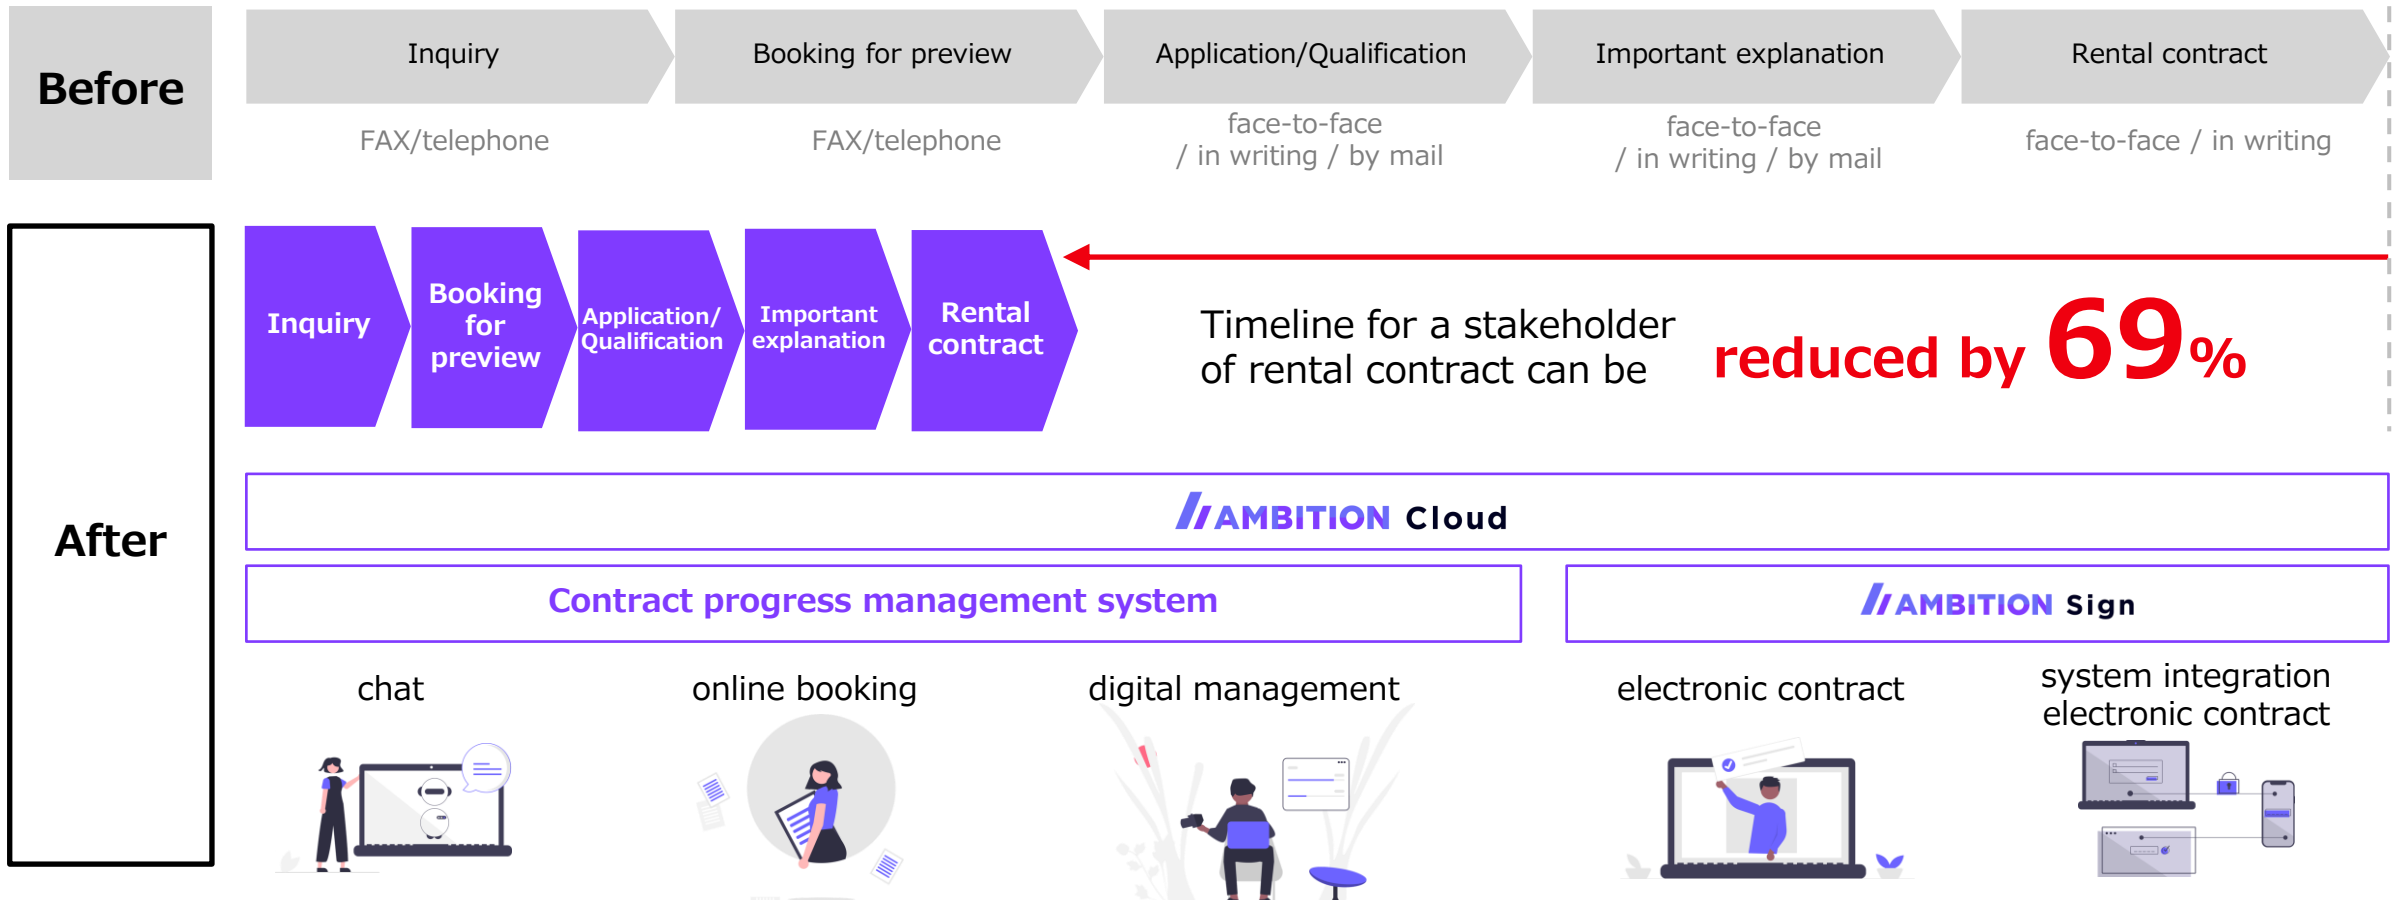 Before
Inquiry
Booking for preview
Application/Qualification
Important explanation
Rental contract
FAX/telephone
FAX/telephone
face-to-face
/ in writing / by mail
face-to-face
/ in writing / by mail
face-to-face / in writing
After
Inquiry
Booking
for
preview
Application/
Qualification
Important
explanation
Rental
contract
Timeline for a stakeholder
of rental contract can be
reduced by 69%
AMBITION Cloud
Contract progress management system
AMBITION Sign
chat
online booking
digital management
electronic contract
system integration
electronic contract